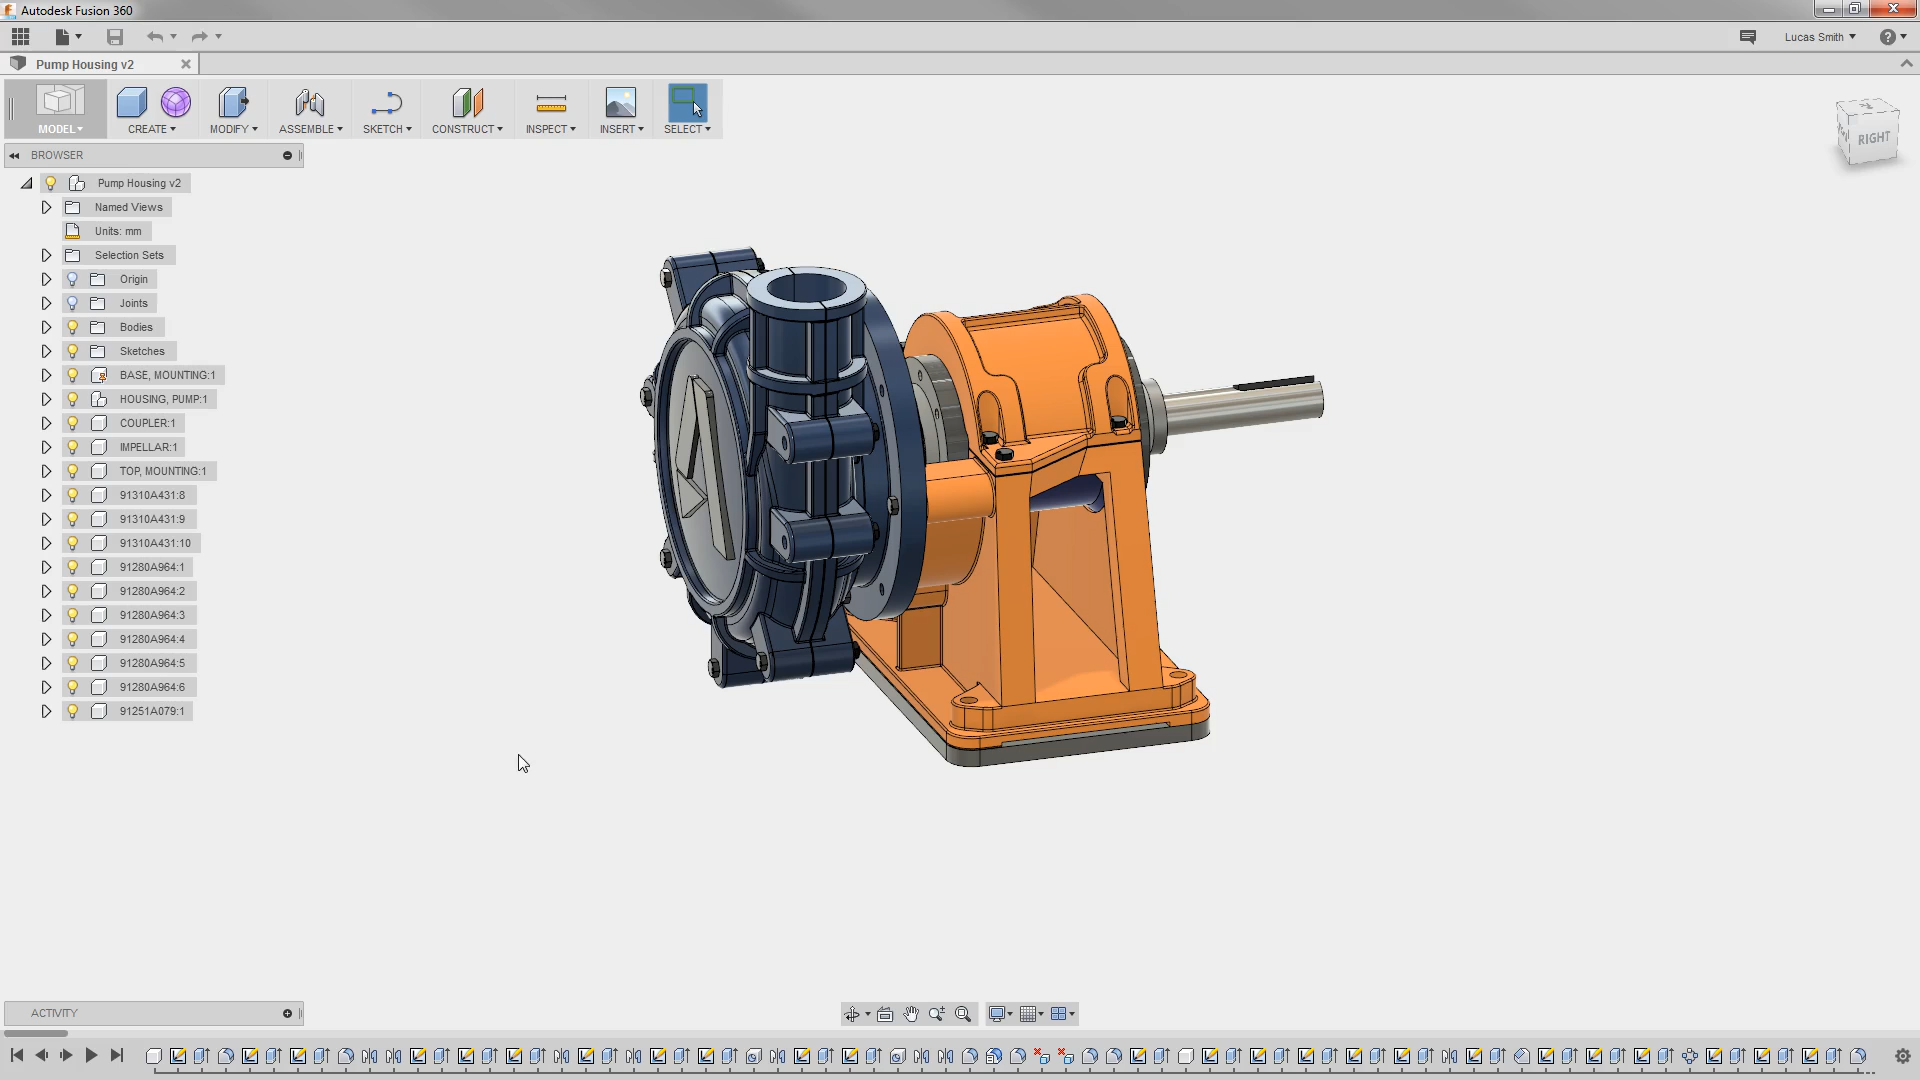 Autodesk Fusion 360
Lucas Smith
Pump Housing v2
MODEL
CREATE
MODIFY
ASSEMBLE
SKETCH
CONSTRUCT
INSPECT
INSERT
SELECT
RIGHT
BROWSER
Pump Housing v2
Named Views
Units: mm
Selection Sets
Origin
Joints
Bodies
Sketches
BASE, MOUNTING:1
HOUSING, PUMP:1
COUPLER:1
IMPELLAR:1
TOP, MOUNTING:1
91310A431:8
91310A431:9
91310A431:10
91280A964:1
91280A964:2
91280A964:3
91280A964:4
91280A964:5
91280A964:6
91251A079:1
ACTIVITY